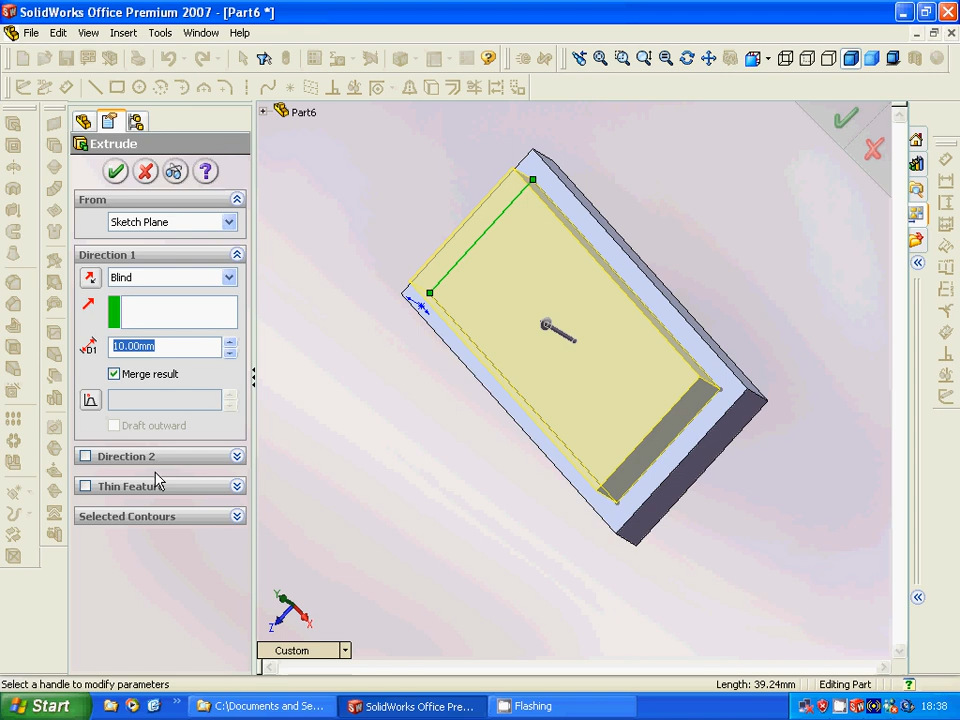 SolidWorks Office Premium 2007 - [Part6 *]
File Edit View Insert Tools Window Help
Part6
Extrude
From
Sketch Plane
Direction 1
Blind
D1
10.00mm
Merge result
Draft outward
Direction 2
Thin Featur
Selected Contours
Y
Z
X
Custom
Select a handle to modify parameters
Length: 39.24mm
Editing Part
Start
C:\Documents and Se...
SolidWorks Office Pre...
Flashing
18:38